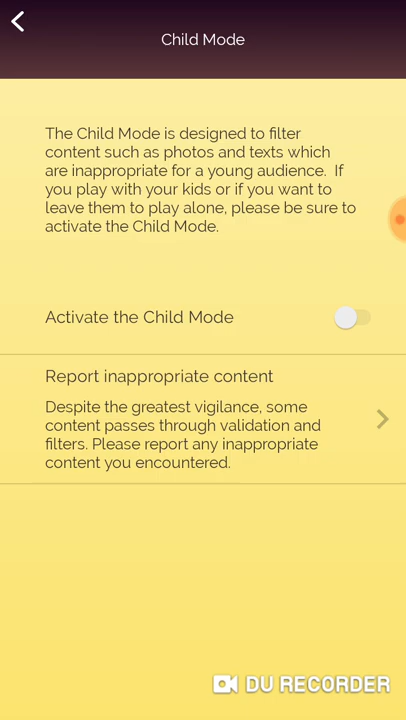 Child Mode
The Child Mode is designed to filter
content such as photos and texts which
are inappropriate for a young audience.  If
you play with your kids or if you want to
leave them to play alone, please be sure to
activate the Child Mode.
Activate the Child Mode
Report inappropriate content
Despite the greatest vigilance, some
content passes through validation and
filters. Please report any inappropriate
content you encountered.
DU RECORDER